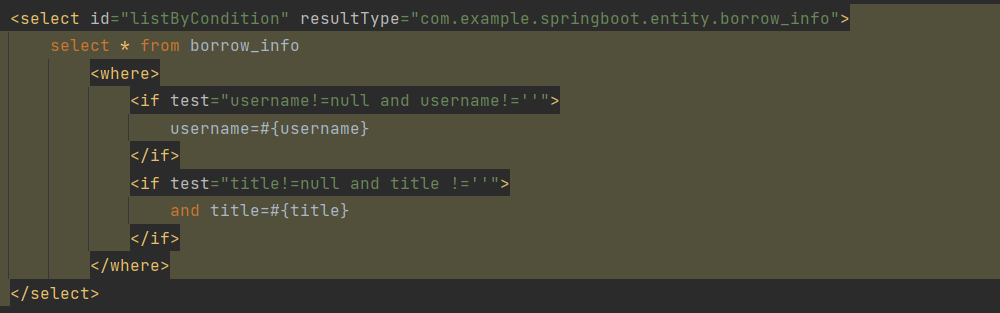 <select id="listByCondition" resultType="com.example.springboot.entity.borrow_info">
    select * from borrow_info
        <where>
            <if test="username!=null and username!=''">
                username=#{username}
            </if>
            <if test="title!=null and title !=''">
                and title=#{title}
            </if>
        </where>
</select>